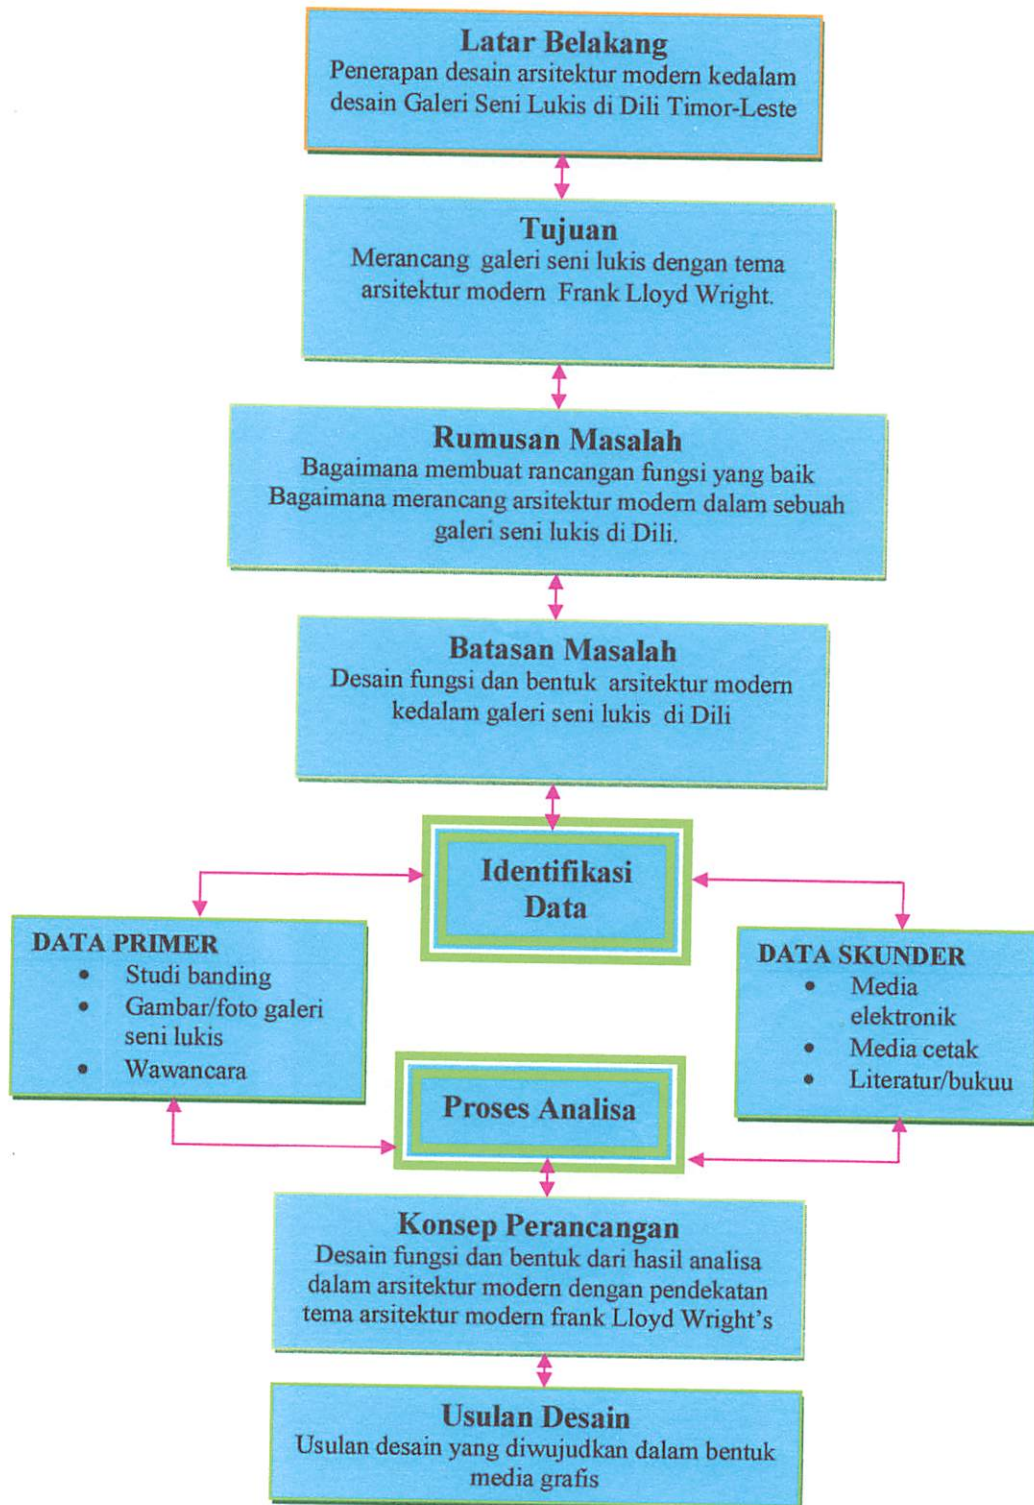 Latar Belakang
Penerapan desain arsitektur modern kedalam
desain Galeri Seni Lukis di Dili Timor-Leste
Tujuan
Merancang galeri seni lukis dengan tema
arsitektur modern Frank Lloyd Wright.
Rumusan Masalah
Bagaimana membuat rancangan fungsi yang baik
Bagaimana merancang arsitektur modern dalam sebuah
galeri seni lukis di Dili.
Batasan Masalah
Desain fungsi dan bentuk arsitektur modern
kedalam galeri seni lukis di Dili
Identifikasi
Data
DATA PRIMER
• Studi banding
• Gambar/foto galeri
seni lukis
• Wawancara
DATA SKUNDER
• Media
elektronik
• Media cetak
• Literatur/bukuu
Proses Analisa
Konsep Perancangan
Desain fungsi dan bentuk dari hasil analisa
dalam arsitektur modern dengan pendekatan
tema arsitektur modern frank Lloyd Wright's
Usulan Desain
Usulan desain yang diwujudkan dalam bentuk
media grafis